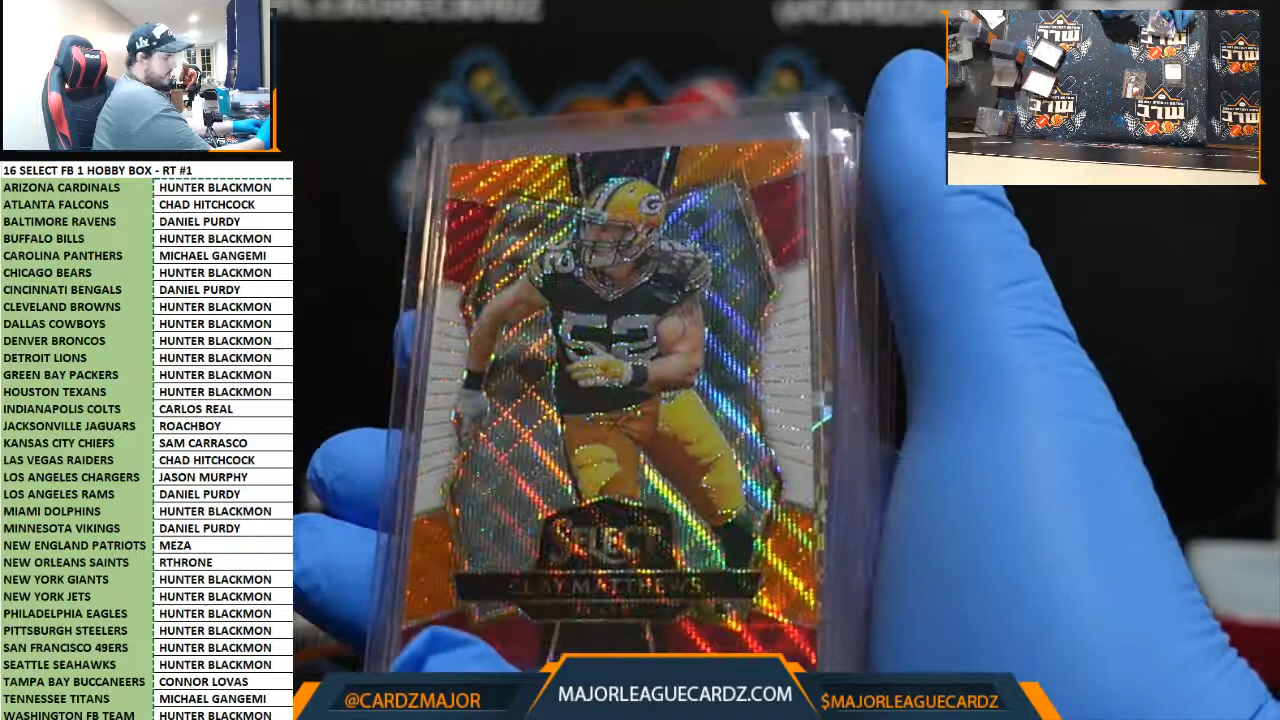 16 SELECT FB 1 HOBBY BOX - RT #1
ARIZONA CARDINALS HUNTER BLACKMON
ATLANTA FALCONS CHAD HITCHCOCK
BALTIMORE RAVENS DANIEL PURDY
BUFFALO BILLS HUNTER BLACKMON
CAROLINA PANTHERS MICHAEL GANGEMI
CHICAGO BEARS HUNTER BLACKMON
CINCINNATI BENGALS DANIEL PURDY
CLEVELAND BROWNS HUNTER BLACKMON
DALLAS COWBOYS HUNTER BLACKMON
DENVER BRONCOS HUNTER BLACKMON
DETROIT LIONS HUNTER BLACKMON
GREEN BAY PACKERS HUNTER BLACKMON
HOUSTON TEXANS HUNTER BLACKMON
INDIANAPOLIS COLTS CARLOS REAL
JACKSONVILLE JAGUARS ROACHBOY
KANSAS CITY CHIEFS SAM CARRASCO
LAS VEGAS RAIDERS CHAD HITCHCOCK
LOS ANGELES CHARGERS JASON MURPHY
LOS ANGELES RAMS DANIEL PURDY
MIAMI DOLPHINS HUNTER BLACKMON
MINNESOTA VIKINGS DANIEL PURDY
NEW ENGLAND PATRIOTS MEZA
NEW ORLEANS SAINTS RTHRONE
NEW YORK GIANTS HUNTER BLACKMON
NEW YORK JETS HUNTER BLACKMON
PHILADELPHIA EAGLES HUNTER BLACKMON
PITTSBURGH STEELERS HUNTER BLACKMON
SAN FRANCISCO 49ERS HUNTER BLACKMON
SEATTLE SEAHAWKS HUNTER BLACKMON
TAMPA BAY BUCCANEERS CONNOR LOVAS
TENNESSEE TITANS MICHAEL GANGEMI
WASHINGTON FB TEAM HUNTER BLACKMON
G
52
SELECT
CLAY MATTHEWS
@CARDZMAJOR
MAJORLEAGUECARDZ.COM
$MAJORLEAGUECARDZ
MLC